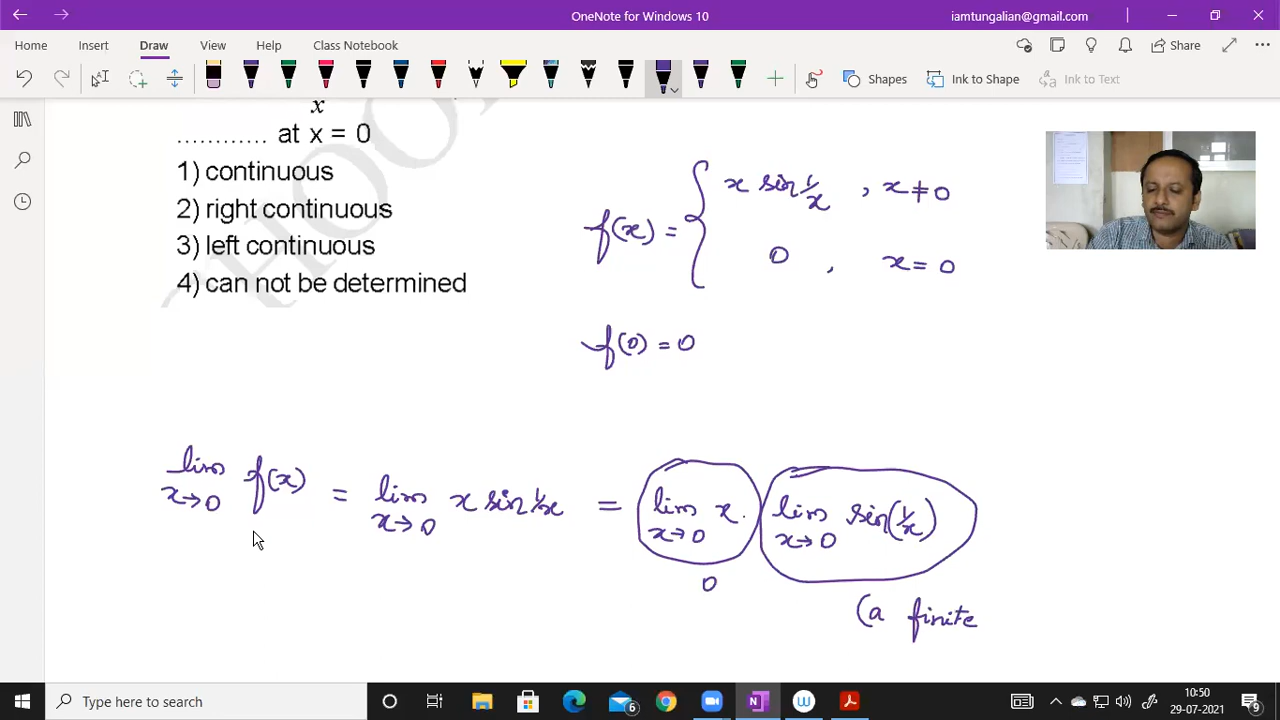 OneNote for Windows 10
iamtungalian@gmail.com
Home Insert Draw View Help Class Notebook
Share
Shapes Ink to Shape Ink to Text
x
............ at x = 0
1) continuous
2) right continuous
3) left continuous
4) can not be determined
f(x) = { x sin 1/x , x ≠ 0
0 , x = 0
f(0) = 0
lim x→0 f(x) = lim x→0 x sin 1/x = lim x→0 x . lim x→0 sin(1/x)
0
(a finite
Type here to search
6
10:50
29-07-2021
9